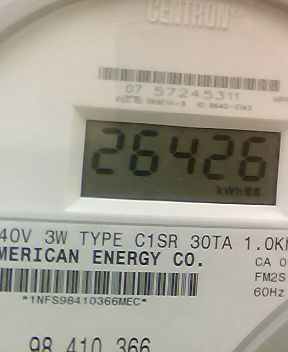 CENTRON®
07 57245311
26426
kWh
40V 3W TYPE C1SR 30TA 1.0K
MERICAN ENERGY CO.
CA 0
FM2S
*1NFS98410366MEC*
60Hz
98 410 366